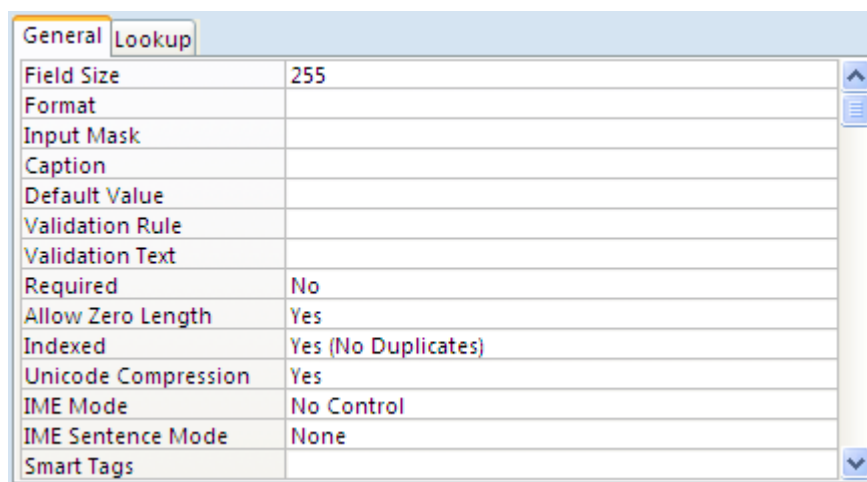 General Lookup
Field Size 255
Format
Input Mask
Caption
Default Value
Validation Rule
Validation Text
Required No
Allow Zero Length Yes
Indexed Yes (No Duplicates)
Unicode Compression Yes
IME Mode No Control
IME Sentence Mode None
Smart Tags